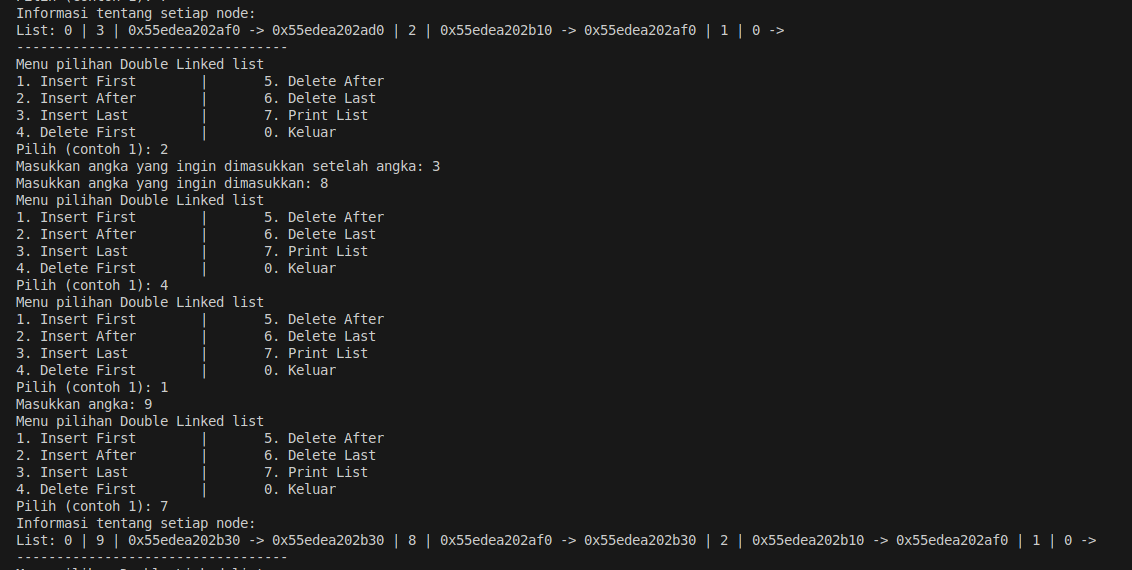 Pilih (contoh 1): 7
Informasi tentang setiap node:
List: 0 | 3 | 0x55edea202af0 -> 0x55edea202ad0 | 2 | 0x55edea202b10 -> 0x55edea202af0 | 1 | 0 ->
----------------------------------
Menu pilihan Double Linked list
1. Insert First        |       5. Delete After
2. Insert After        |       6. Delete Last
3. Insert Last         |       7. Print List
4. Delete First        |       0. Keluar
Pilih (contoh 1): 2
Masukkan angka yang ingin dimasukkan setelah angka: 3
Masukkan angka yang ingin dimasukkan: 8
Menu pilihan Double Linked list
1. Insert First        |       5. Delete After
2. Insert After        |       6. Delete Last
3. Insert Last         |       7. Print List
4. Delete First        |       0. Keluar
Pilih (contoh 1): 4
Menu pilihan Double Linked list
1. Insert First        |       5. Delete After
2. Insert After        |       6. Delete Last
3. Insert Last         |       7. Print List
4. Delete First        |       0. Keluar
Pilih (contoh 1): 1
Masukkan angka: 9
Menu pilihan Double Linked list
1. Insert First        |       5. Delete After
2. Insert After        |       6. Delete Last
3. Insert Last         |       7. Print List
4. Delete First        |       0. Keluar
Pilih (contoh 1): 7
Informasi tentang setiap node:
List: 0 | 9 | 0x55edea202b30 -> 0x55edea202b30 | 8 | 0x55edea202af0 -> 0x55edea202b30 | 2 | 0x55edea202b10 -> 0x55edea202af0 | 1 | 0 ->
----------------------------------